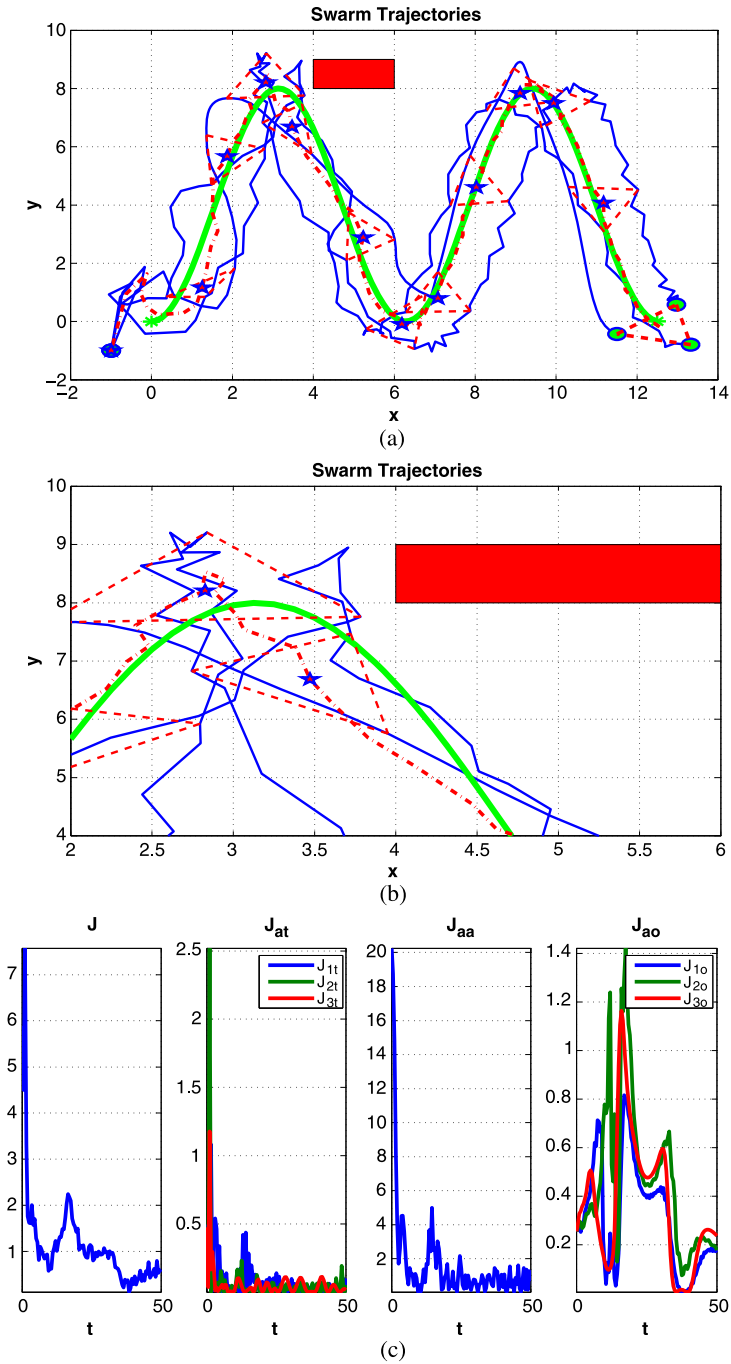 Swarm Trajectories
10
8
6
4
2
0
−2
y
−2 0 2 4 6 8 10 12 14
x
(a)
Swarm Trajectories
10
9
8
7
6
5
4
y
2 2.5 3 3.5 4 4.5 5 5.5 6
x
(b)
J
7
6
5
4
3
2
1
0 50
t
J_at
2.5
2
1.5
1
0.5
J_1t
J_2t
J_3t
0 50
t
J_aa
20
18
16
14
12
10
8
6
4
2
0 50
t
J_ao
1.4
1.2
1
0.8
0.6
0.4
0.2
J_1o
J_2o
J_3o
0 50
t
(c)